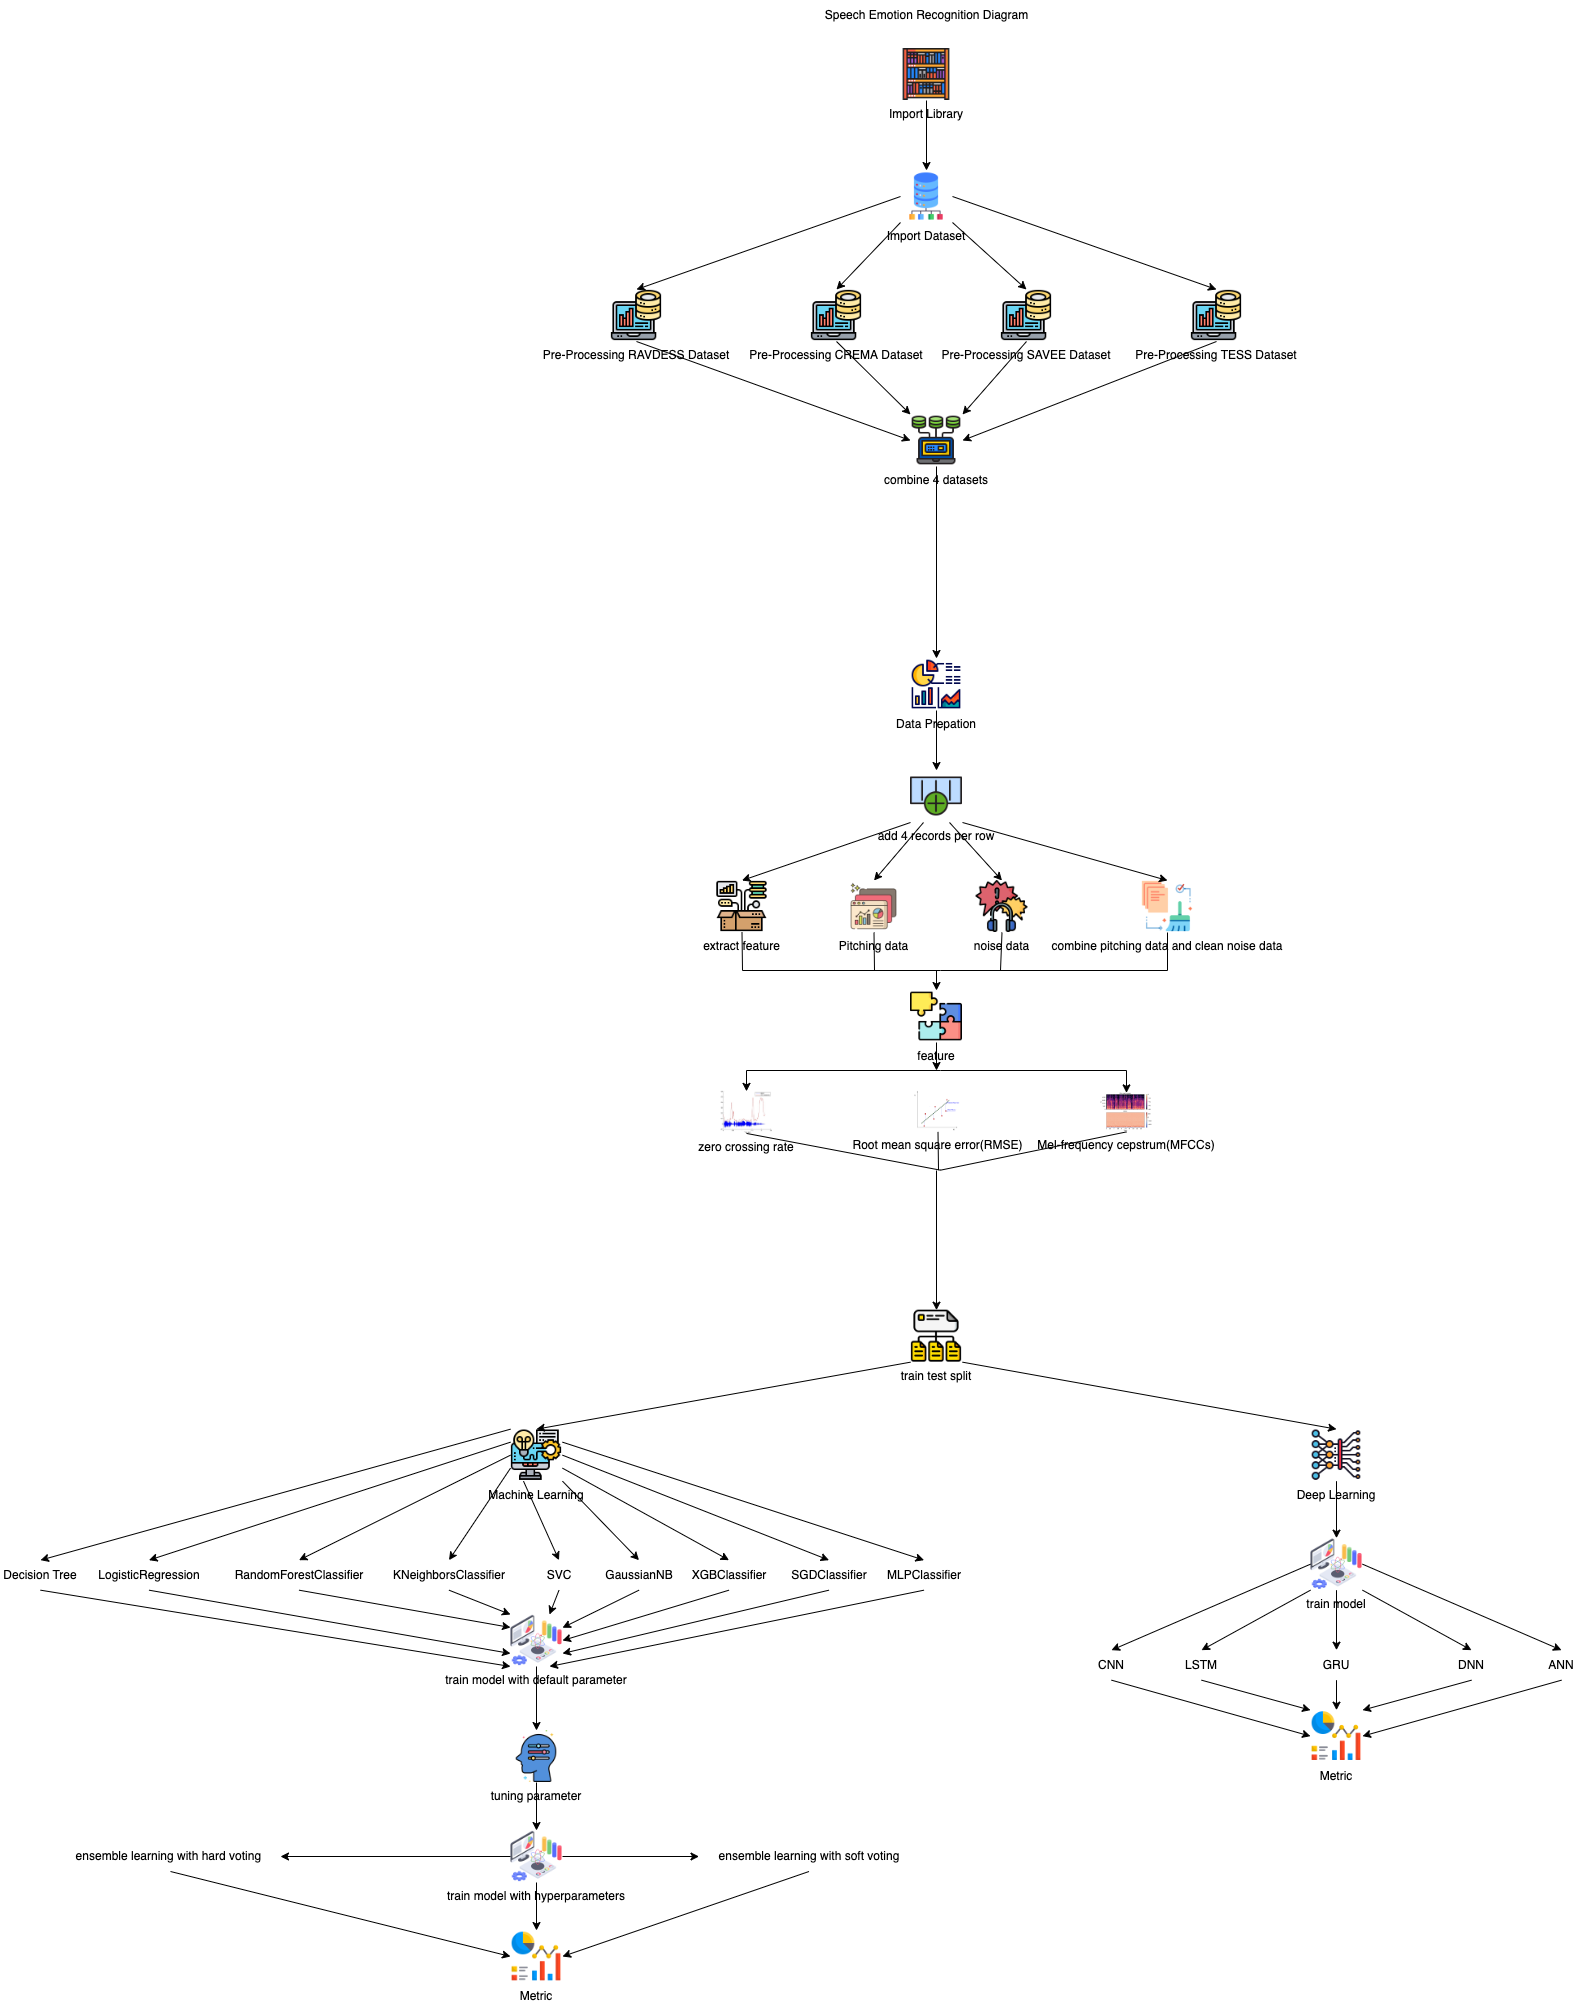 Speech Emotion Recognition Diagram
Import Library
Import Dataset
Pre-Processing RAVDESS Dataset
Pre-Processing CREMA Dataset
Pre-Processing SAVEE Dataset
Pre-Processing TESS Dataset
combine 4 datasets
Data Prepation
add 4 records per row
extract feature
Pitching data
noise data
combine pitching data and clean noise data
feature
zero crossing rate
Root mean square error(RMSE)
Mel-frequency cepstrum(MFCCs)
train test split
Machine Learning
Deep Learning
Decision Tree
LogisticRegression
RandomForestClassifier
KNeighborsClassifier
SVC
GaussianNB
XGBClassifier
SGDClassifier
MLPClassifier
train model
train model with default parameter
CNN
LSTM
GRU
DNN
ANN
Metric
tuning parameter
ensemble learning with hard voting
ensemble learning with soft voting
train model with hyperparameters
Metric